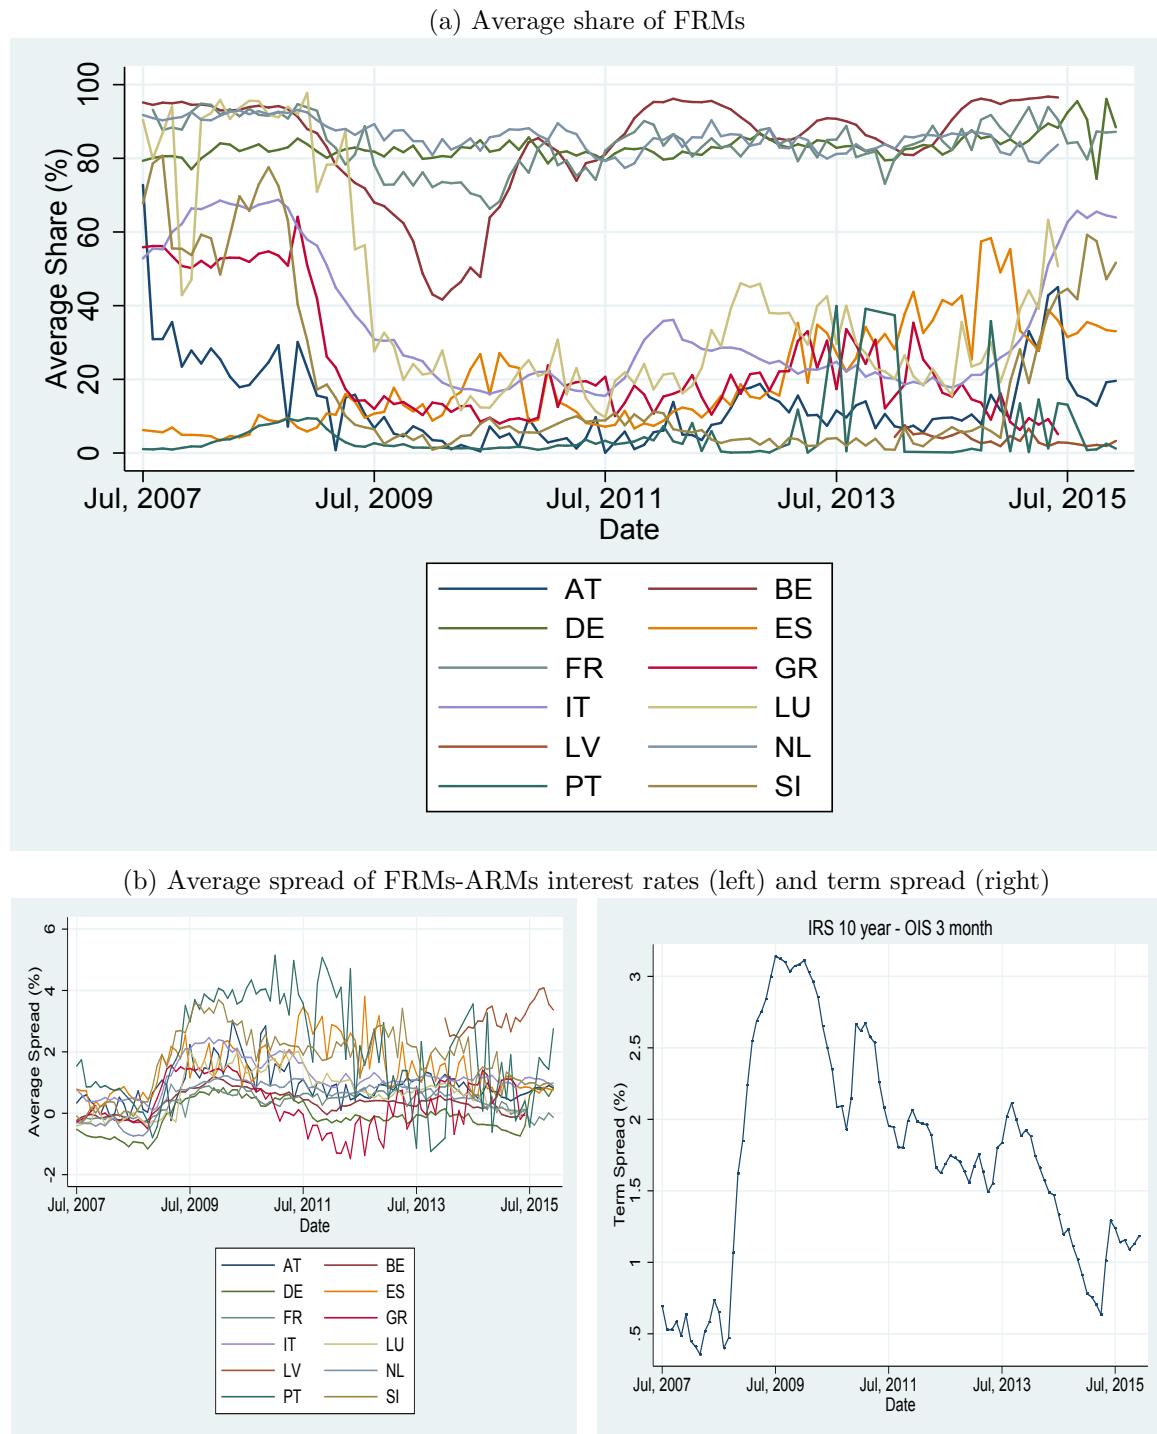 (a) Average share of FRMs
Average Share (%)
100
80
60
40
20
0
Jul, 2007 Jul, 2009 Jul, 2011 Jul, 2013 Jul, 2015
Date
AT BE
DE ES
FR GR
IT LU
LV NL
PT SI
(b) Average spread of FRMs-ARMs interest rates (left) and term spread (right)
Average Spread (%)
6
4
2
0
-2
Jul, 2007 Jul, 2009 Jul, 2011 Jul, 2013 Jul, 2015
Date
AT BE
DE ES
FR GR
IT LU
LV NL
PT SI
IRS 10 year - OIS 3 month
Term Spread (%)
3
2.5
2
1.5
1
.5
Jul, 2007 Jul, 2009 Jul, 2011 Jul, 2013 Jul, 2015
Date